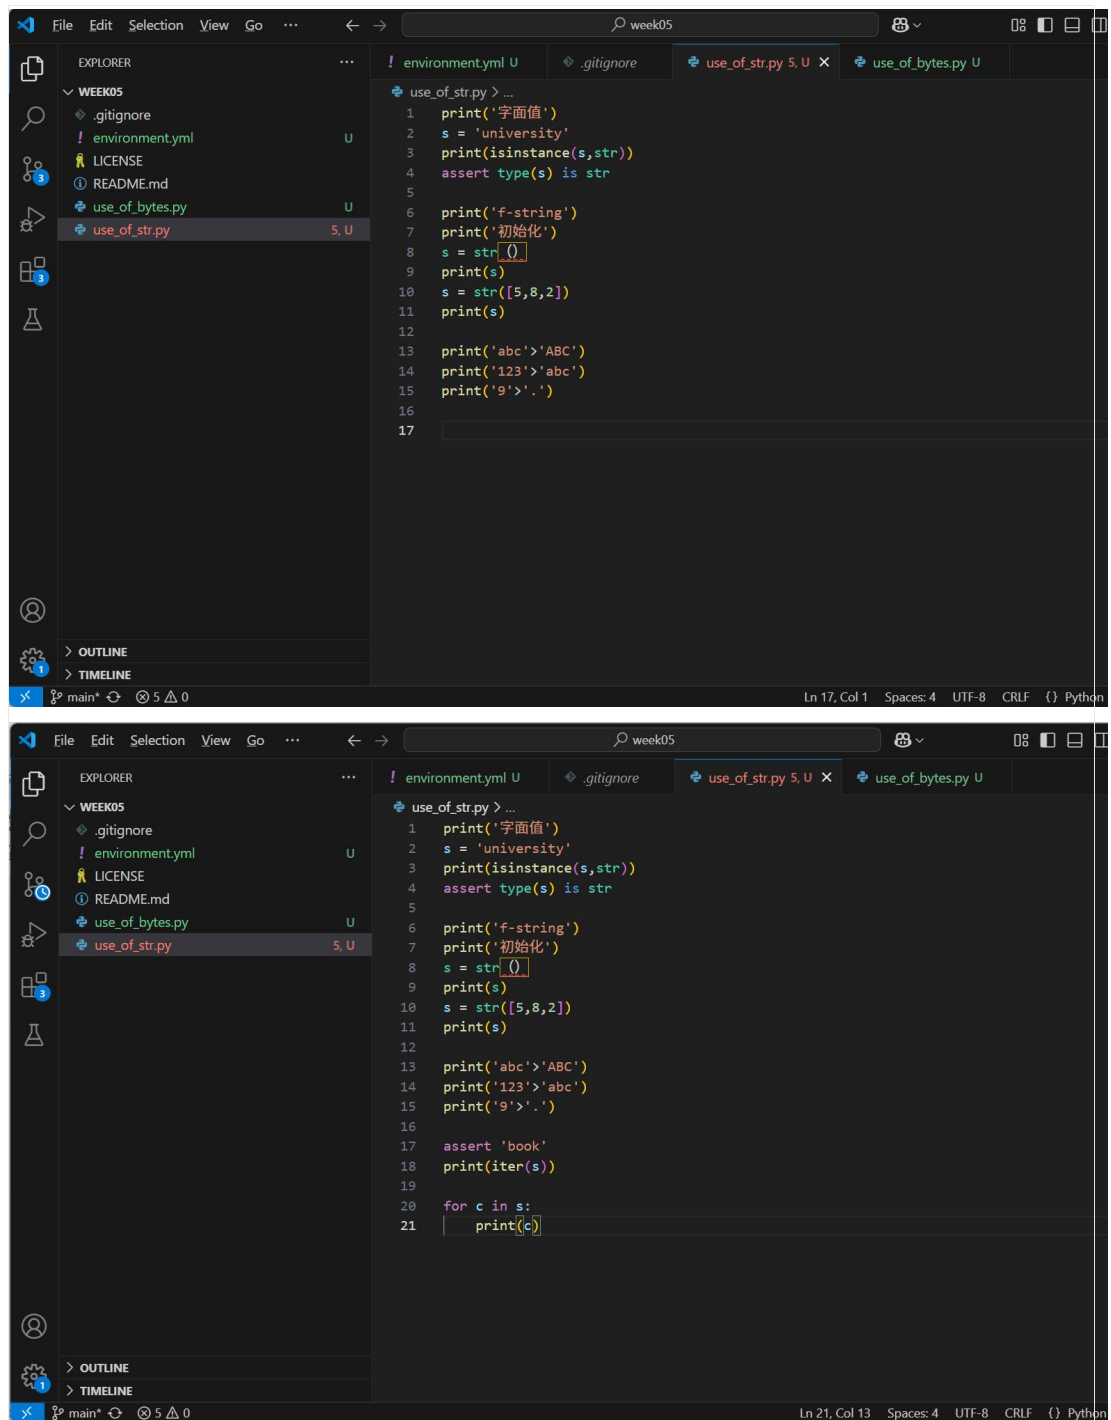 File Edit Selection View Go ··· week05
EXPLORER ···
WEEK05
.gitignore
! environment.yml U
LICENSE
README.md
use_of_bytes.py U
use_of_str.py 5, U
3
3
OUTLINE
TIMELINE
1
! environment.yml U .gitignore use_of_str.py 5, U use_of_bytes.py U
use_of_str.py > ...
1 print('字面值')
2 s = 'university'
3 print(isinstance(s,str))
4 assert type(s) is str
5
6 print('f-string')
7 print('初始化')
8 s = str ()
9 print(s)
10 s = str([5,8,2])
11 print(s)
12
13 print('abc'>'ABC')
14 print('123'>'abc')
15 print('9'>'.')
16
17
main* 5 0 Ln 17, Col 1 Spaces: 4 UTF-8 CRLF {} Python
File Edit Selection View Go ··· week05
EXPLORER ···
WEEK05
.gitignore
! environment.yml U
LICENSE
README.md
use_of_bytes.py U
use_of_str.py 5, U
3
OUTLINE
TIMELINE
1
! environment.yml U .gitignore use_of_str.py 5, U use_of_bytes.py U
use_of_str.py > ...
1 print('字面值')
2 s = 'university'
3 print(isinstance(s,str))
4 assert type(s) is str
5
6 print('f-string')
7 print('初始化')
8 s = str ()
9 print(s)
10 s = str([5,8,2])
11 print(s)
12
13 print('abc'>'ABC')
14 print('123'>'abc')
15 print('9'>'.')
16
17 assert 'book'
18 print(iter(s))
19
20 for c in s:
21 print(c)
main* 5 0 Ln 21, Col 13 Spaces: 4 UTF-8 CRLF {} Python